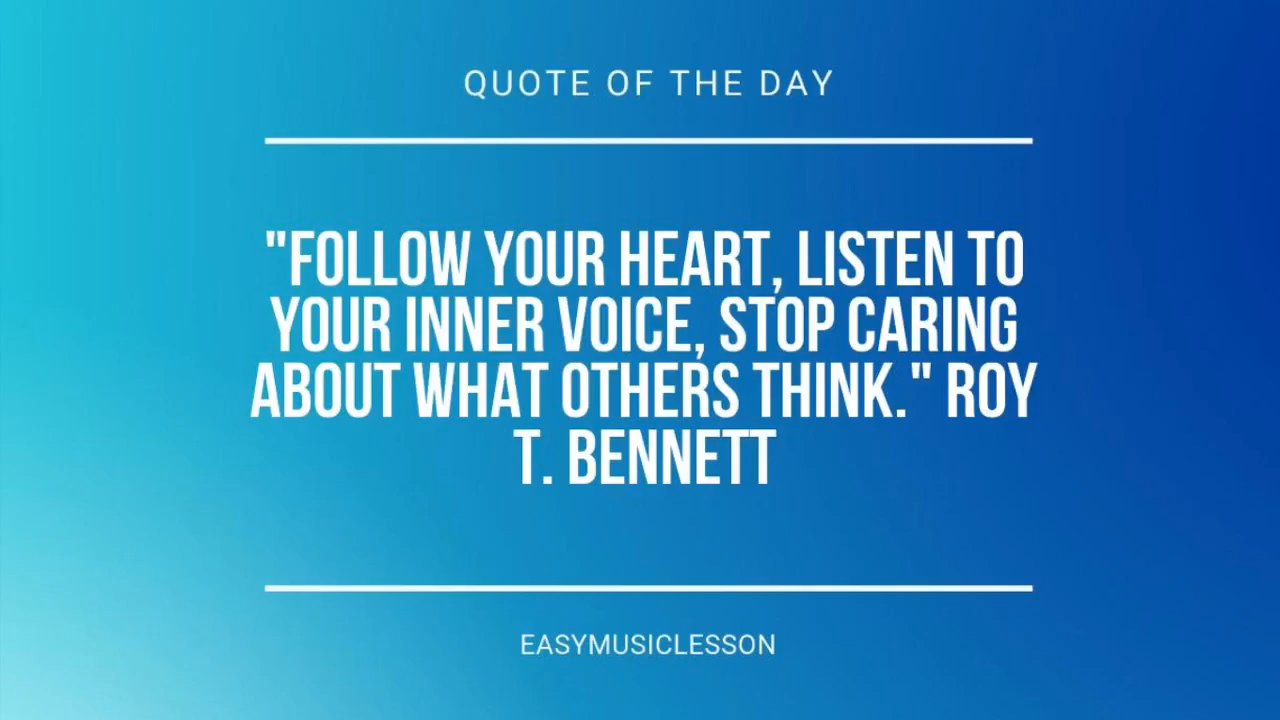 QUOTE OF THE DAY
"FOLLOW YOUR HEART, LISTEN TO
YOUR INNER VOICE, STOP CARING
ABOUT WHAT OTHERS THINK." ROY
T. BENNETT
EASYMUSICLESSON